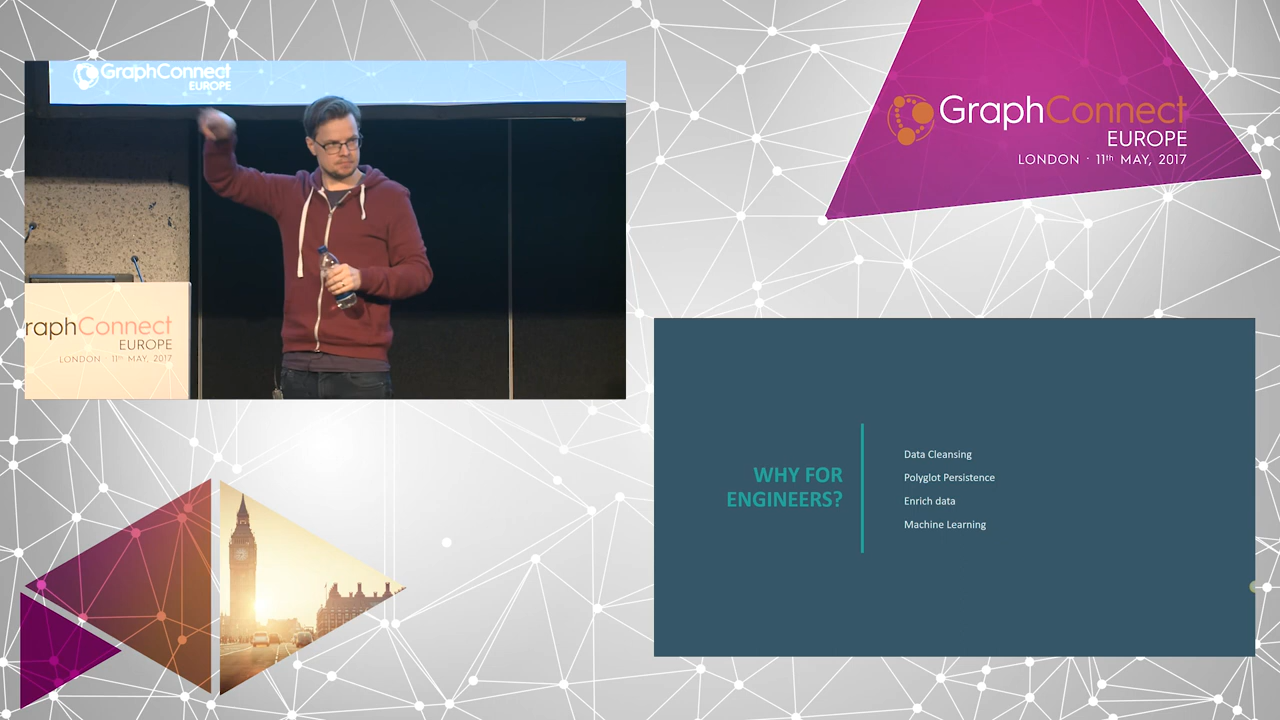 GraphConnect
EUROPE
GraphConnect
EUROPE
LONDON · 11th MAY, 2017
raphConnect
EUROPE
LONDON · 11th MAY, 2017
WHY FOR
ENGINEERS?
Data Cleansing
Polyglot Persistence
Enrich data
Machine Learning